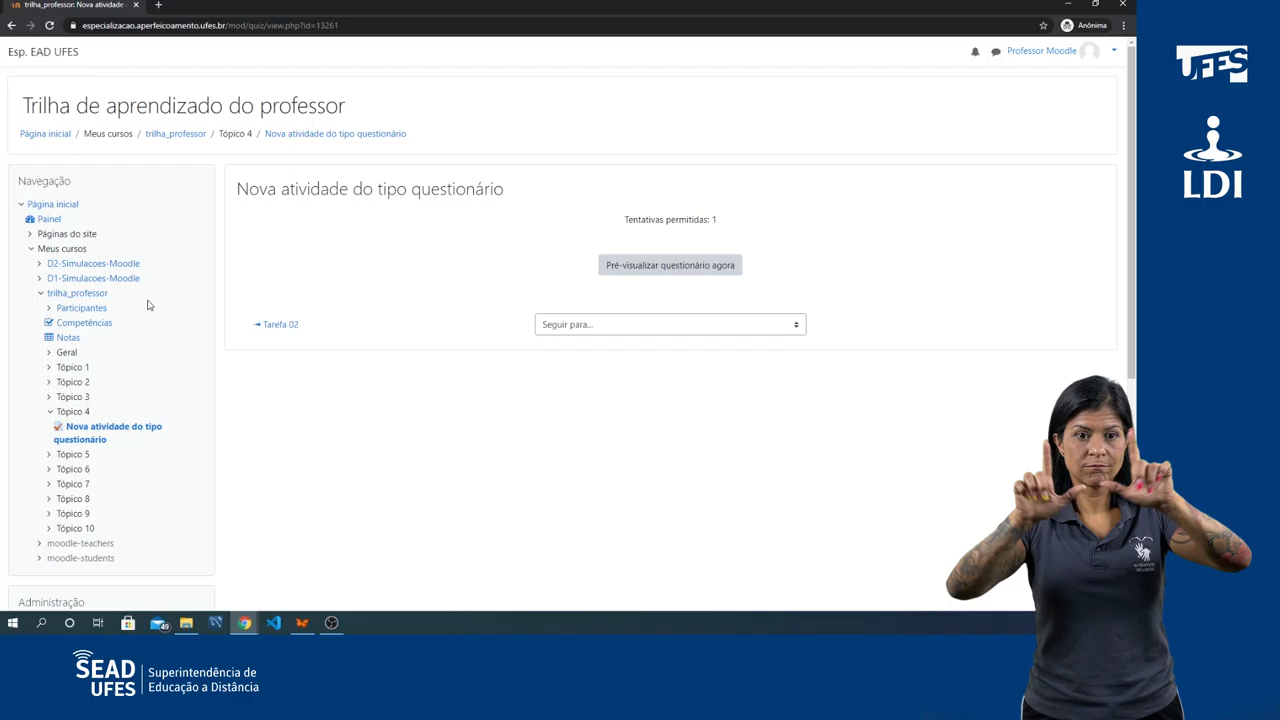 trilha_professor: Nova atividade
especializacao.aperfeicoamento.ufes.br/mod/quiz/view.php?id=13261
Anônima
Esp. EAD UFES
Professor Moodle
Trilha de aprendizado do professor
Página inicial / Meus cursos / trilha_professor / Tópico 4 / Nova atividade do tipo questionário
Navegação
Página inicial
Painel
Páginas do site
Meus cursos
D2-Simulacoes-Moodle
D1-Simulacoes-Moodle
trilha_professor
Participantes
Competências
Notas
Geral
Tópico 1
Tópico 2
Tópico 3
Tópico 4
Nova atividade do tipo
questionário
Tópico 5
Tópico 6
Tópico 7
Tópico 8
Tópico 9
Tópico 10
moodle-teachers
moodle-students
Administração
Nova atividade do tipo questionário
Tentativas permitidas: 1
Pré-visualizar questionário agora
◄ Tarefa 02
Seguir para...
UFES
LDI
49
SEAD
UFES
Superintendência de
Educação a Distância